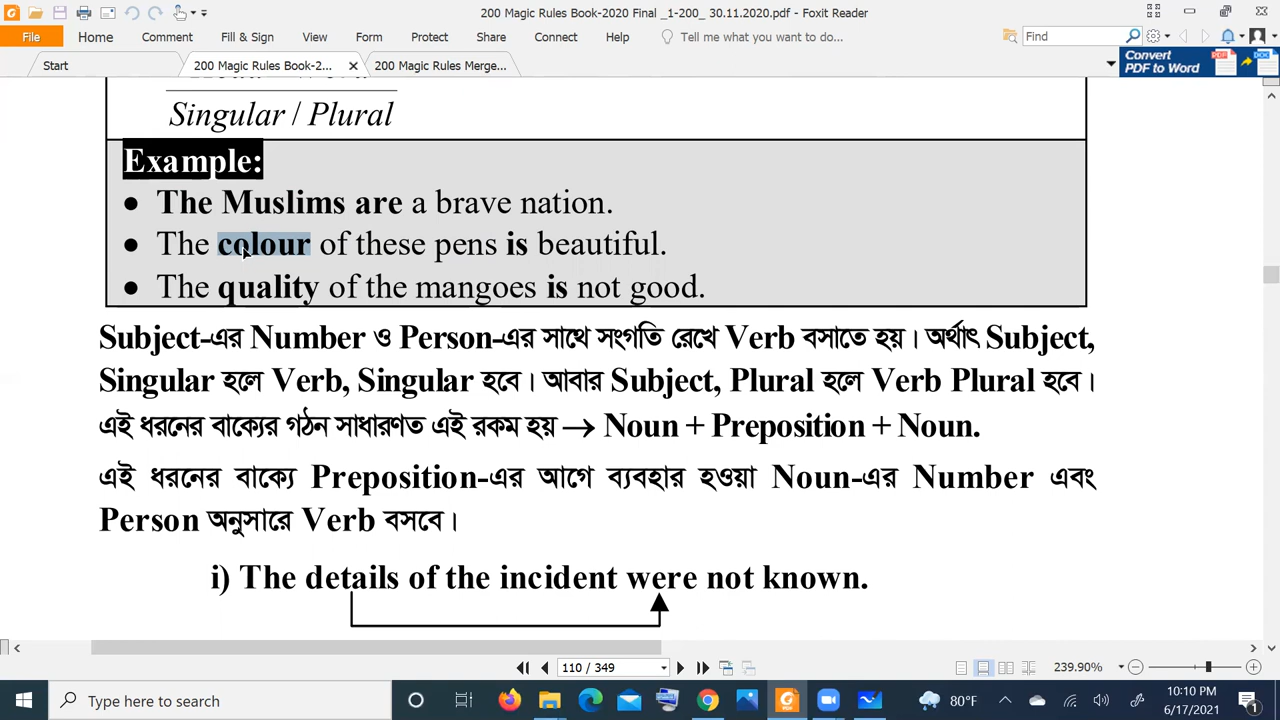 200 Magic Rules Book-2020 Final _1-200_ 30.11.2020.pdf - Foxit Reader
File Home Comment Fill & Sign View Form Protect Share Connect Help Tell me what you want to do... Find
Start 200 Magic Rules Book-2... 200 Magic Rules Merge... Convert PDF to Word
Singular / Plural
Example:
• The Muslims are a brave nation.
• The colour of these pens is beautiful.
• The quality of the mangoes is not good.
Subject-এর Number ও Person-এর সাথে সংগতি রেখে Verb বসাতে হয়। অর্থাৎ Subject,
Singular হলে Verb, Singular হবে। আবার Subject, Plural হলে Verb Plural হবে।
এই ধরনের বাক্যের গঠন সাধারণত এই রকম হয় → Noun + Preposition + Noun.
এই ধরনের বাক্যে Preposition-এর আগে ব্যবহার হওয়া Noun-এর Number এবং
Person অনুসারে Verb বসবে।
i) The details of the incident were not known.
110 / 349 239.90%
Type here to search 80°F 10:10 PM
6/17/2021